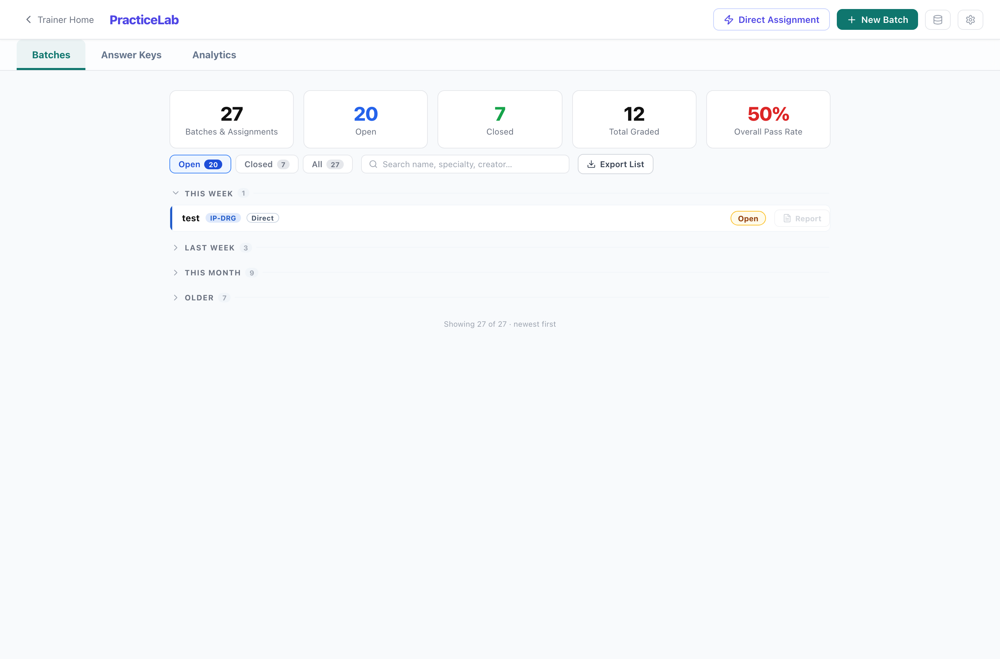 Trainer Home PracticeLab Direct Assignment New Batch
Batches Answer Keys Analytics
27 20 7 12 50%
Batches & Assignments Open Closed Total Graded Overall Pass Rate
Open 20 Closed 7 All 27 Search name, specialty, creator... Export List
THIS WEEK 1
test IP-DRG Direct Open Report
LAST WEEK 3
THIS MONTH 9
OLDER 7
Showing 27 of 27 · newest first